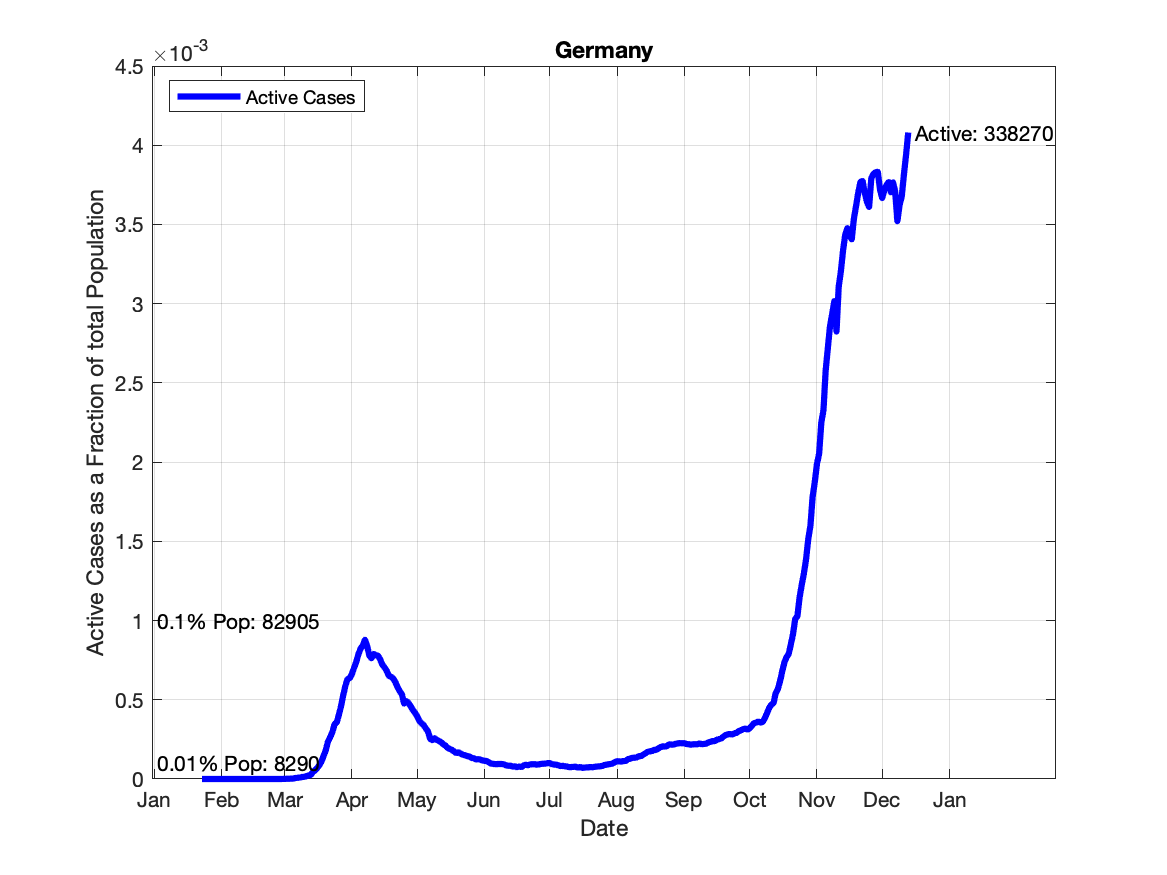 Germany
×10-3
4.5
4
3.5
3
2.5
2
1.5
1
0.5
0
Active Cases as a Fraction of total Population
Active Cases
Active: 338270
0.1% Pop: 82905
0.01% Pop: 8290
Jan Feb Mar Apr May Jun Jul Aug Sep Oct Nov Dec Jan
Date